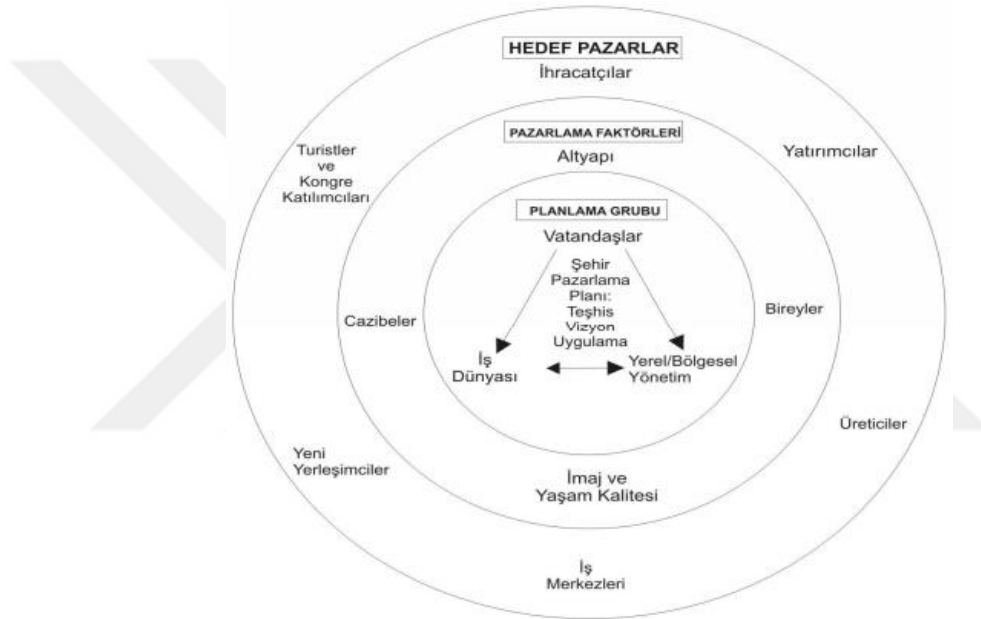 HEDEF PAZARLAR
İhracatçılar
Turistler
ve
Kongre
Katılımcıları
Yatırımcılar
PAZARLAMA FAKTÖRLERİ
Altyapı
PLANLAMA GRUBU
Vatandaşlar
Şehir
Pazarlama
Planı:
Teşhis
Vizyon
Uygulama
Cazibeler
Bireyler
İş
Dünyası
Yerel/Bölgesel
Yönetim
Üreticiler
Yeni
Yerleşimciler
İmaj ve
Yaşam Kalitesi
İş
Merkezleri